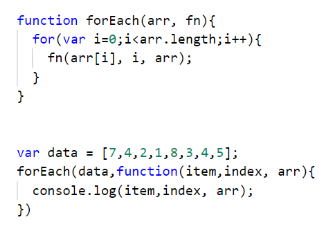 function forEach(arr, fn){
  for(var i=0;i<arr.length;i++){
    fn(arr[i], i, arr);
  }
}
var data = [7,4,2,1,8,3,4,5];
forEach(data,function(item,index, arr){
  console.log(item,index, arr);
})